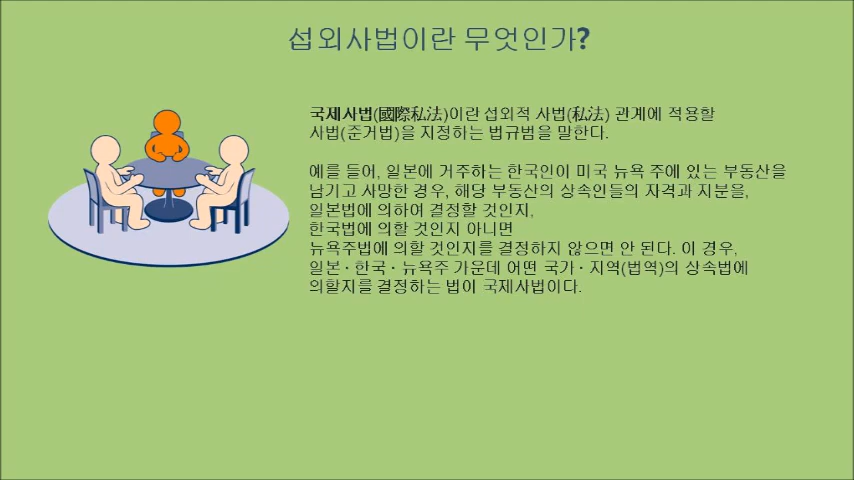 섭외사법이란 무엇인가?
국제사법(國際私法)이란 섭외적 사법(私法) 관계에 적용할
사법(준거법)을 지정하는 법규범을 말한다.
예를 들어, 일본에 거주하는 한국인이 미국 뉴욕 주에 있는 부동산을
남기고 사망한 경우, 해당 부동산의 상속인들의 자격과 지분을,
일본법에 의하여 결정할 것인지,
한국법에 의할 것인지 아니면
뉴욕주법에 의할 것인지를 결정하지 않으면 안 된다. 이 경우,
일본 · 한국 · 뉴욕주 가운데 어떤 국가 · 지역(법역)의 상속법에
의할지를 결정하는 법이 국제사법이다.